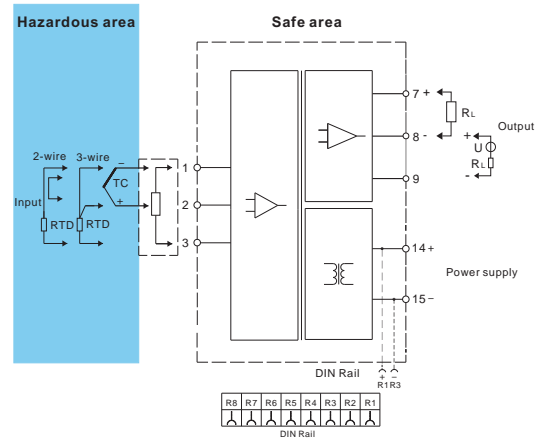 Hazardous area
Safe area
7 +
RL
8 -
Output
+
U
RL
-
9
2-wire
3-wire
−
TC
+
Input
RTD
RTD
1
2
3
14 +
Power supply
15 −
DIN Rail
+ −
R1 R3
R8 R7 R6 R5 R4 R3 R2 R1
DIN Rail